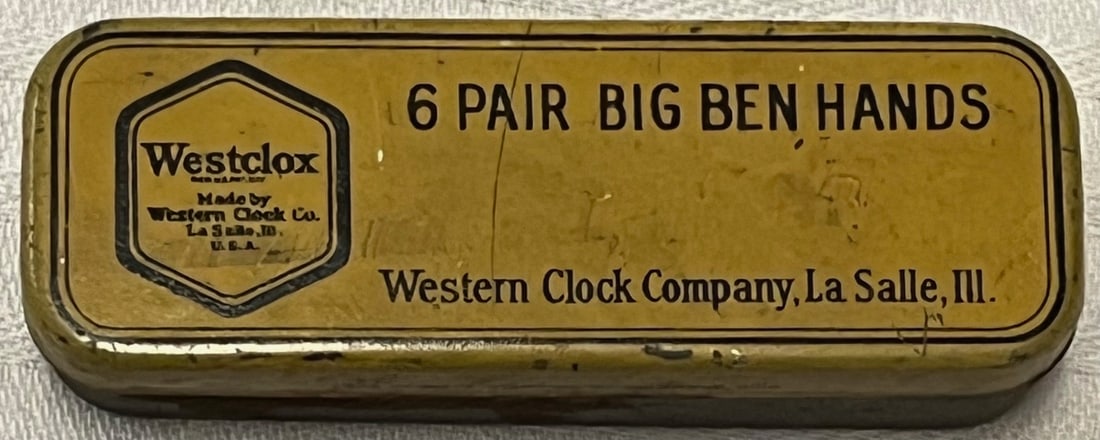 6 PAIR BIG BEN HANDS
Westclox
Made by
Western Clock Co.
La Salle, Ill.
U.S.A.
Western Clock Company, La Salle, Ill.